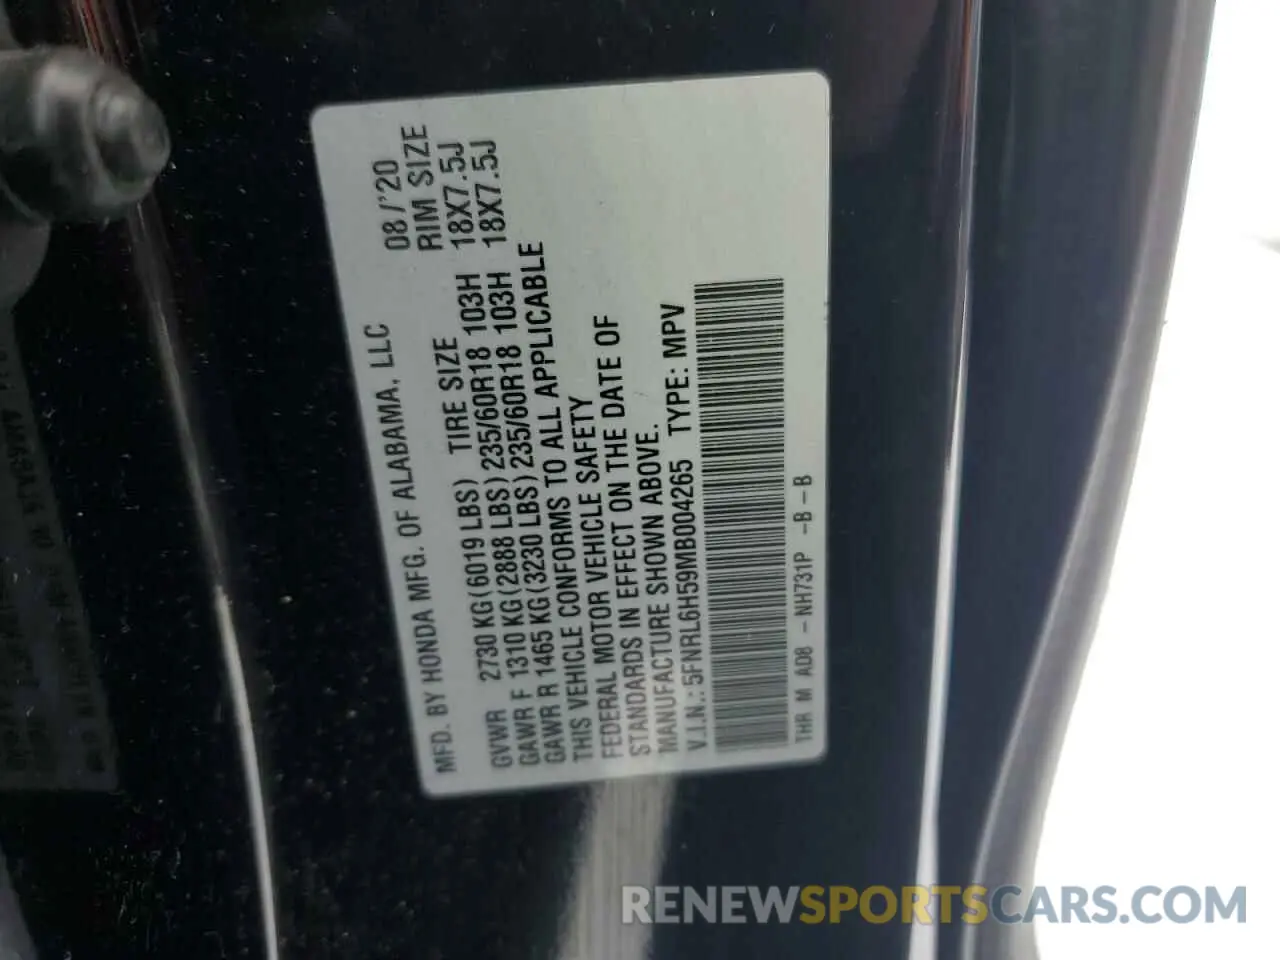 MFD. BY HONDA MFG. OF ALABAMA, LLC 08/'20
GVWR 2730 KG(6019 LBS) TIRE SIZE RIM SIZE
GAWR F 1310 KG(2888 LBS) 235/60R18 103H 18X7.5J
GAWR R 1465 KG(3230 LBS) 235/60R18 103H 18X7.5J
THIS VEHICLE CONFORMS TO ALL APPLICABLE
FEDERAL MOTOR VEHICLE SAFETY
STANDARDS IN EFFECT ON THE DATE OF
MANUFACTURE SHOWN ABOVE.
V.I.N.: 5FNRL6H59MB004265 TYPE: MPV
THR M AD8 -NH731P -B-B
RENEWSPORTSCARS.COM